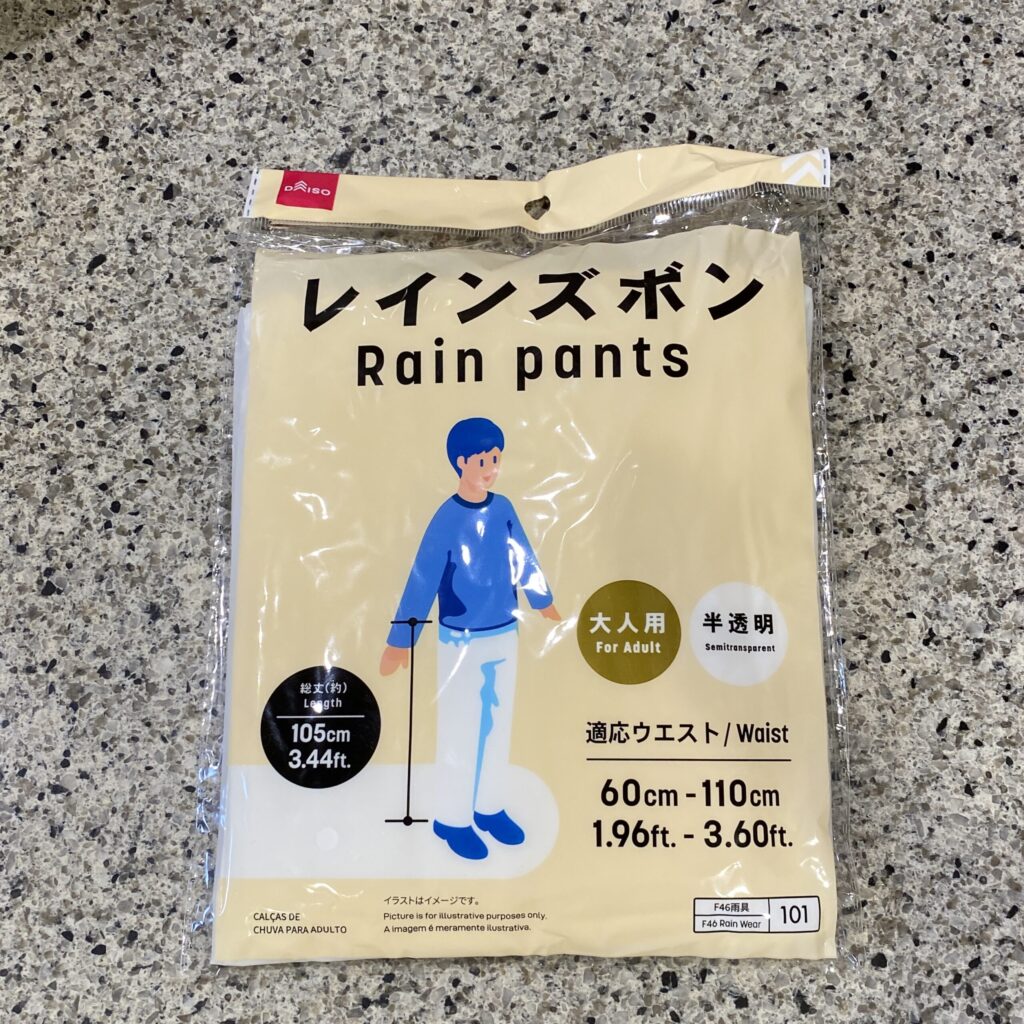 DAISO
レインズボン
Rain pants
大人用
For Adult
半透明
Semitransparent
総丈(約)
Length
105cm
3.44ft.
適応ウエスト/Waist
60cm-110cm
1.96ft. - 3.60ft.
イラストはイメージです。
Picture is for illustrative purposes only.
A imagem é meramente ilustrativa.
CALÇAS DE
CHUVA PARA ADULTO
F46雨具
F46 Rain Wear
101